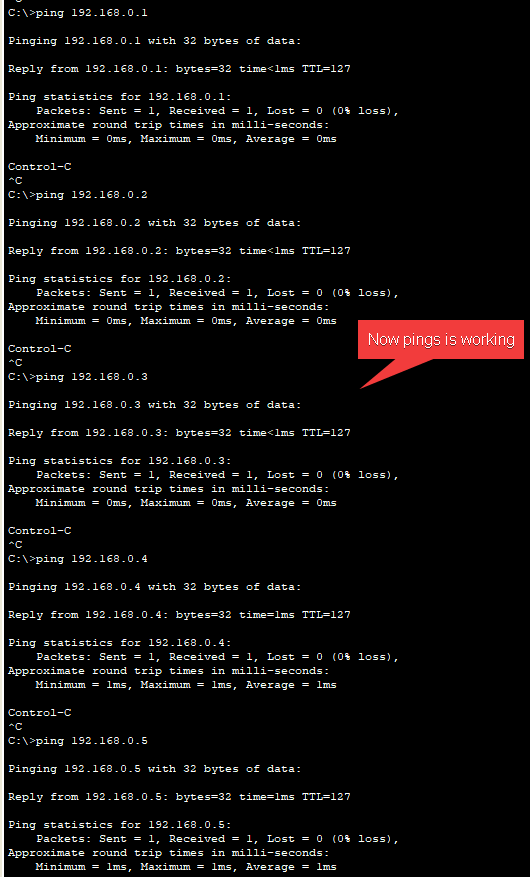 C:\>ping 192.168.0.1
Pinging 192.168.0.1 with 32 bytes of data:
Reply from 192.168.0.1: bytes=32 time<1ms TTL=127
Ping statistics for 192.168.0.1:
Packets: Sent = 1, Received = 1, Lost = 0 (0% loss),
Approximate round trip times in milli-seconds:
Minimum = 0ms, Maximum = 0ms, Average = 0ms
Control-C
^C
C:\>ping 192.168.0.2
Pinging 192.168.0.2 with 32 bytes of data:
Reply from 192.168.0.2: bytes=32 time<1ms TTL=127
Ping statistics for 192.168.0.2:
Packets: Sent = 1, Received = 1, Lost = 0 (0% loss),
Approximate round trip times in milli-seconds:
Minimum = 0ms, Maximum = 0ms, Average = 0ms
Now pings is working
Control-C
^C
C:\>ping 192.168.0.3
Pinging 192.168.0.3 with 32 bytes of data:
Reply from 192.168.0.3: bytes=32 time<1ms TTL=127
Ping statistics for 192.168.0.3:
Packets: Sent = 1, Received = 1, Lost = 0 (0% loss),
Approximate round trip times in milli-seconds:
Minimum = 0ms, Maximum = 0ms, Average = 0ms
Control-C
^C
C:\>ping 192.168.0.4
Pinging 192.168.0.4 with 32 bytes of data:
Reply from 192.168.0.4: bytes=32 time=1ms TTL=127
Ping statistics for 192.168.0.4:
Packets: Sent = 1, Received = 1, Lost = 0 (0% loss),
Approximate round trip times in milli-seconds:
Minimum = 1ms, Maximum = 1ms, Average = 1ms
Control-C
^C
C:\>ping 192.168.0.5
Pinging 192.168.0.5 with 32 bytes of data:
Reply from 192.168.0.5: bytes=32 time=1ms TTL=127
Ping statistics for 192.168.0.5:
Packets: Sent = 1, Received = 1, Lost = 0 (0% loss),
Approximate round trip times in milli-seconds:
Minimum = 1ms, Maximum = 1ms, Average = 1ms